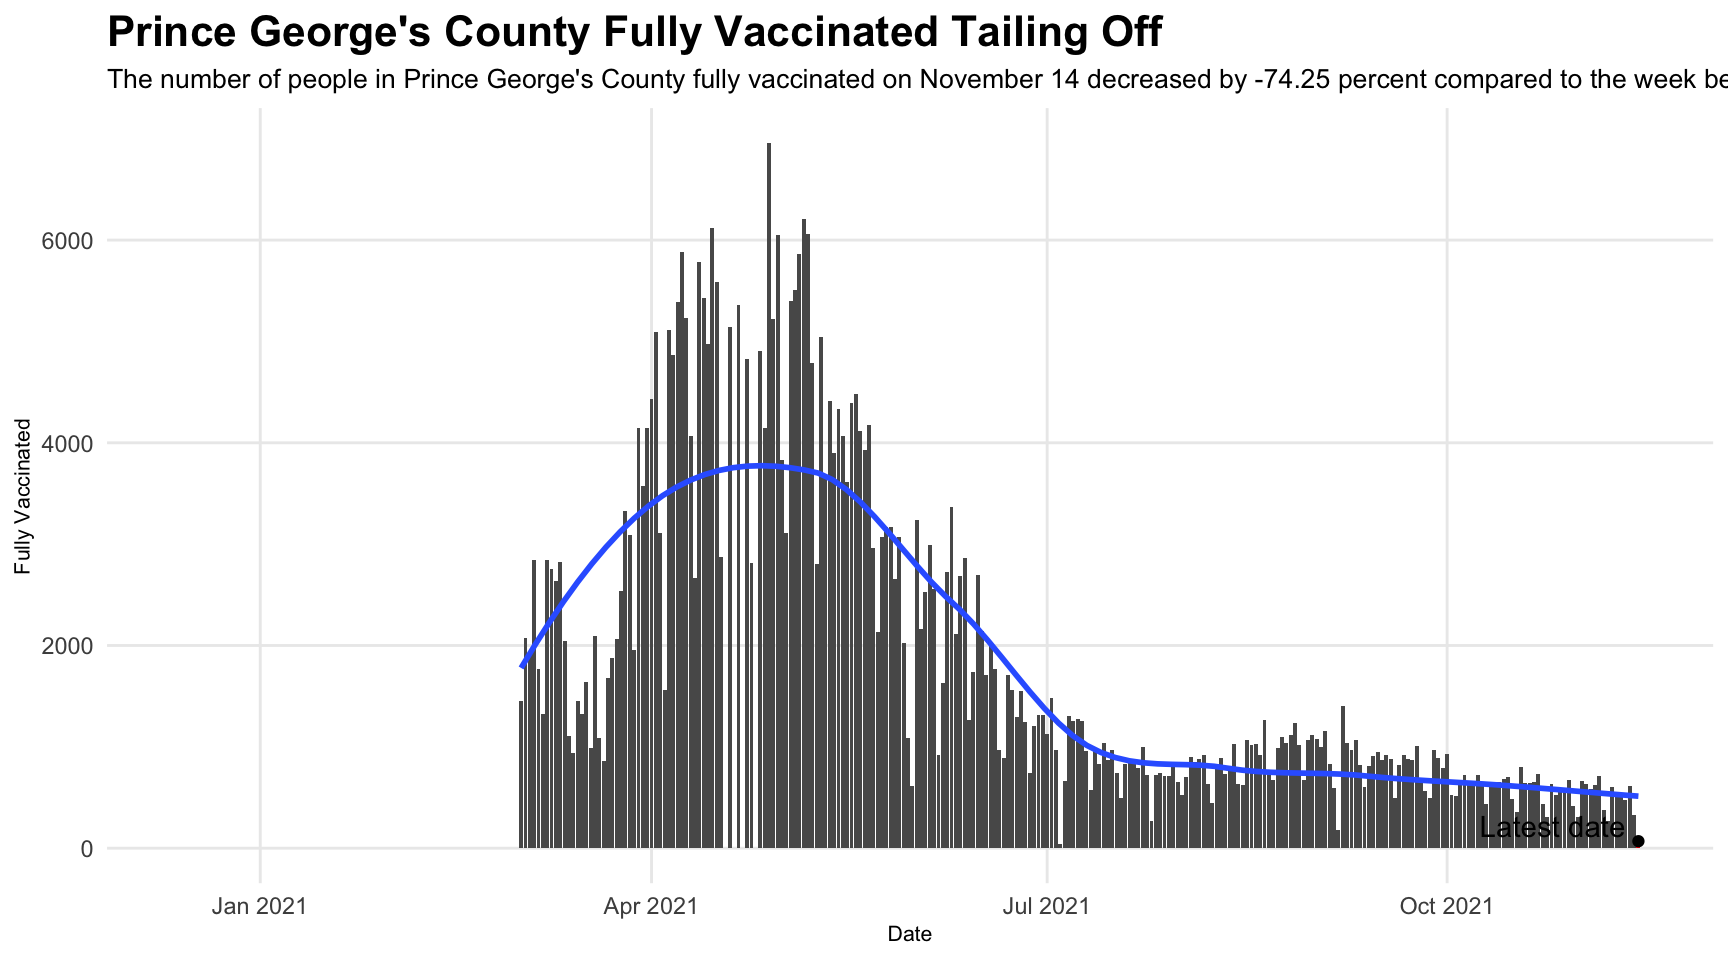 Prince George's County Fully Vaccinated Tailing Off
The number of people in Prince George's County fully vaccinated on November 14 decreased by -74.25 percent compared to the week be
6000
4000
2000
0
Fully Vaccinated
Latest date
Jan 2021
Apr 2021
Jul 2021
Oct 2021
Date